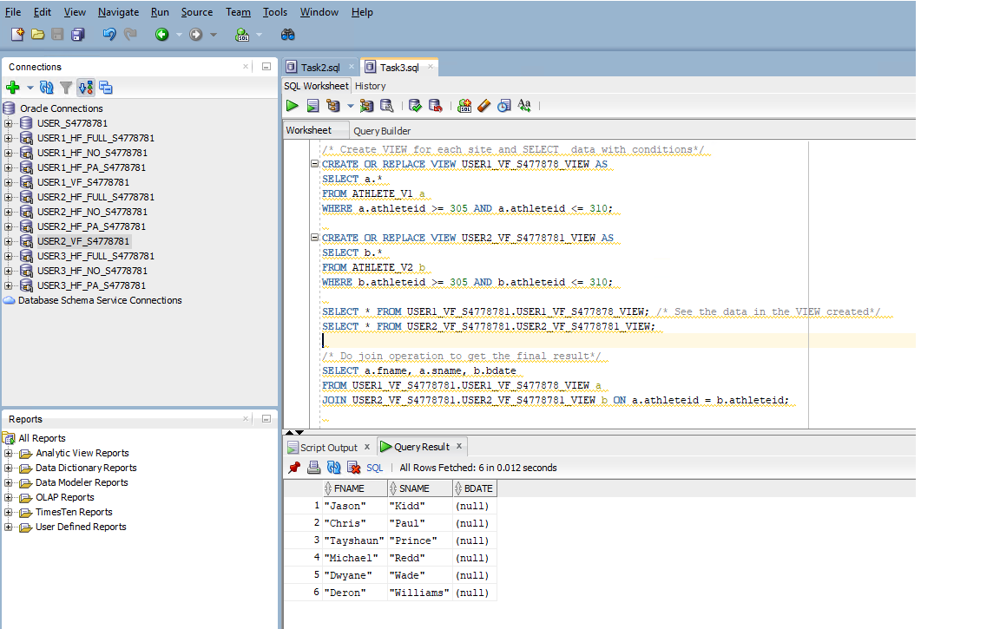 File Edit View Navigate Run Source Team Tools Window Help
Connections
Oracle Connections
USER_S4778781
USER1_HF_FULL_S4778781
USER1_HF_NO_S4778781
USER1_HF_PA_S4778781
USER1_VF_S4778781
USER2_HF_FULL_S4778781
USER2_HF_NO_S4778781
USER2_HF_PA_S4778781
USER2_VF_S4778781
USER3_HF_FULL_S4778781
USER3_HF_NO_S4778781
USER3_HF_PA_S4778781
Database Schema Service Connections
Reports
All Reports
Analytic View Reports
Data Dictionary Reports
Data Modeler Reports
OLAP Reports
TimesTen Reports
User Defined Reports
Task2.sql Task3.sql
SQL Worksheet History
Aa
Worksheet Query Builder
/* Create VIEW for each site and SELECT  data with conditions*/
CREATE OR REPLACE VIEW USER1_VF_S477878_VIEW AS
SELECT a.*
FROM ATHLETE_V1 a
WHERE a.athleteid >= 305 AND a.athleteid <= 310;
CREATE OR REPLACE VIEW USER2_VF_S4778781_VIEW AS
SELECT b.*
FROM ATHLETE_V2 b
WHERE b.athleteid >= 305 AND b.athleteid <= 310;
SELECT * FROM USER1_VF_S4778781.USER1_VF_S477878_VIEW; /* See the data in the VIEW created*/
SELECT * FROM USER2_VF_S4778781.USER2_VF_S4778781_VIEW;
/* Do join operation to get the final result*/
SELECT a.fname, a.sname, b.bdate
FROM USER1_VF_S4778781.USER1_VF_S477878_VIEW a
JOIN USER2_VF_S4778781.USER2_VF_S4778781_VIEW b ON a.athleteid = b.athleteid;
Script Output x Query Result x
SQL | All Rows Fetched: 6 in 0.012 seconds
FNAME SNAME BDATE
1 "Jason" "Kidd" (null)
2 "Chris" "Paul" (null)
3 "Tayshaun" "Prince" (null)
4 "Michael" "Redd" (null)
5 "Dwyane" "Wade" (null)
6 "Deron" "Williams" (null)